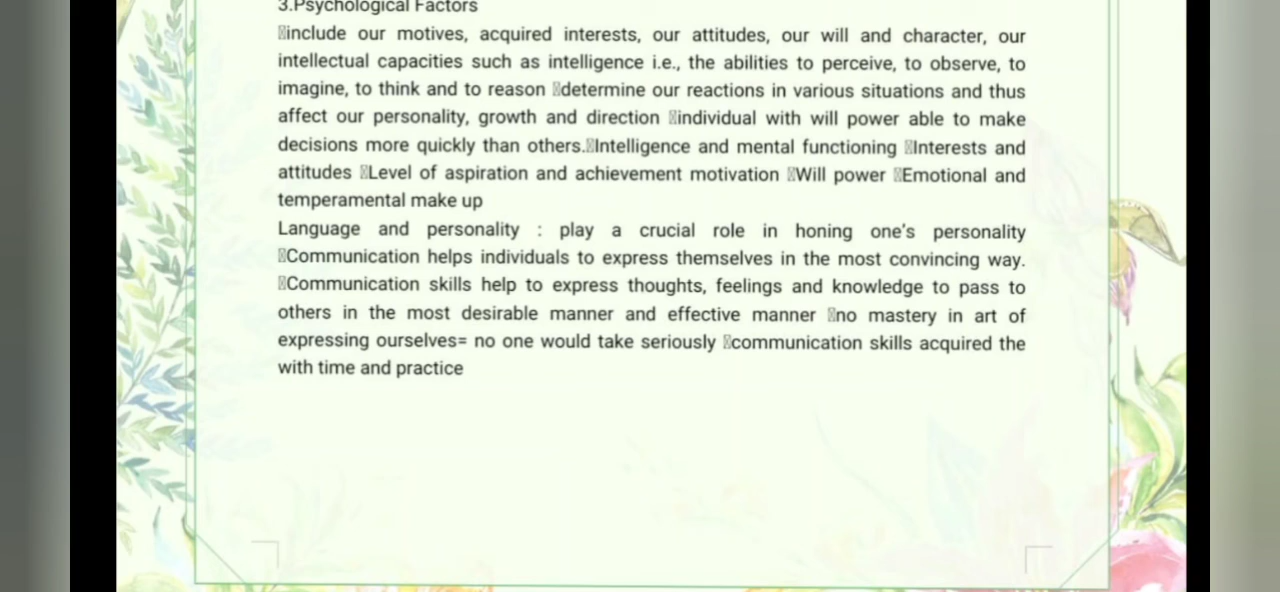 3.Psychological Factors
▯include our motives, acquired interests, our attitudes, our will and character, our
intellectual capacities such as intelligence i.e., the abilities to perceive, to observe, to
imagine, to think and to reason ▯determine our reactions in various situations and thus
affect our personality, growth and direction ▯individual with will power able to make
decisions more quickly than others.▯Intelligence and mental functioning ▯Interests and
attitudes ▯Level of aspiration and achievement motivation ▯Will power ▯Emotional and
temperamental make up
Language and personality : play a crucial role in honing one's personality
▯Communication helps individuals to express themselves in the most convincing way.
▯Communication skills help to express thoughts, feelings and knowledge to pass to
others in the most desirable manner and effective manner ▯no mastery in art of
expressing ourselves= no one would take seriously ▯communication skills acquired the
with time and practice